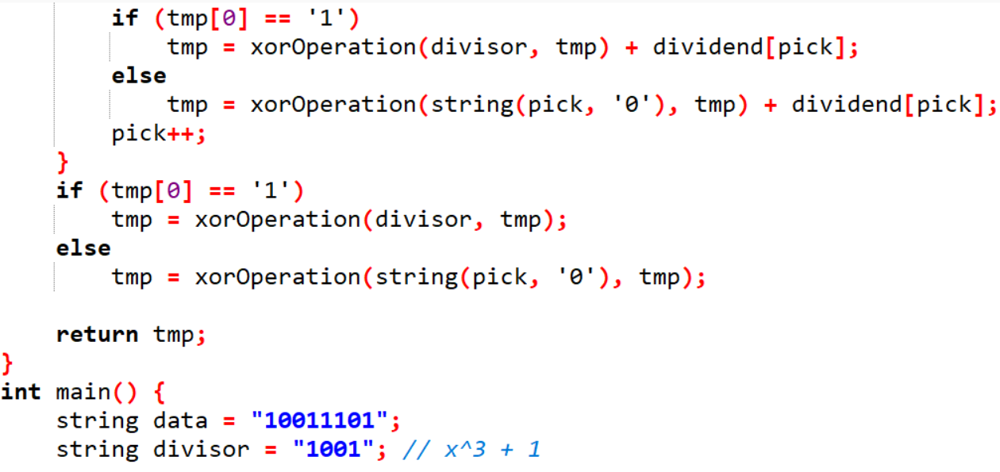 if (tmp[0] == '1')
tmp = xorOperation(divisor, tmp) + dividend[pick];
else
tmp = xorOperation(string(pick, '0'), tmp) + dividend[pick];
pick++;
}
if (tmp[0] == '1')
tmp = xorOperation(divisor, tmp);
else
tmp = xorOperation(string(pick, '0'), tmp);
return tmp;
}
int main() {
string data = "10011101";
string divisor = "1001"; // x^3 + 1